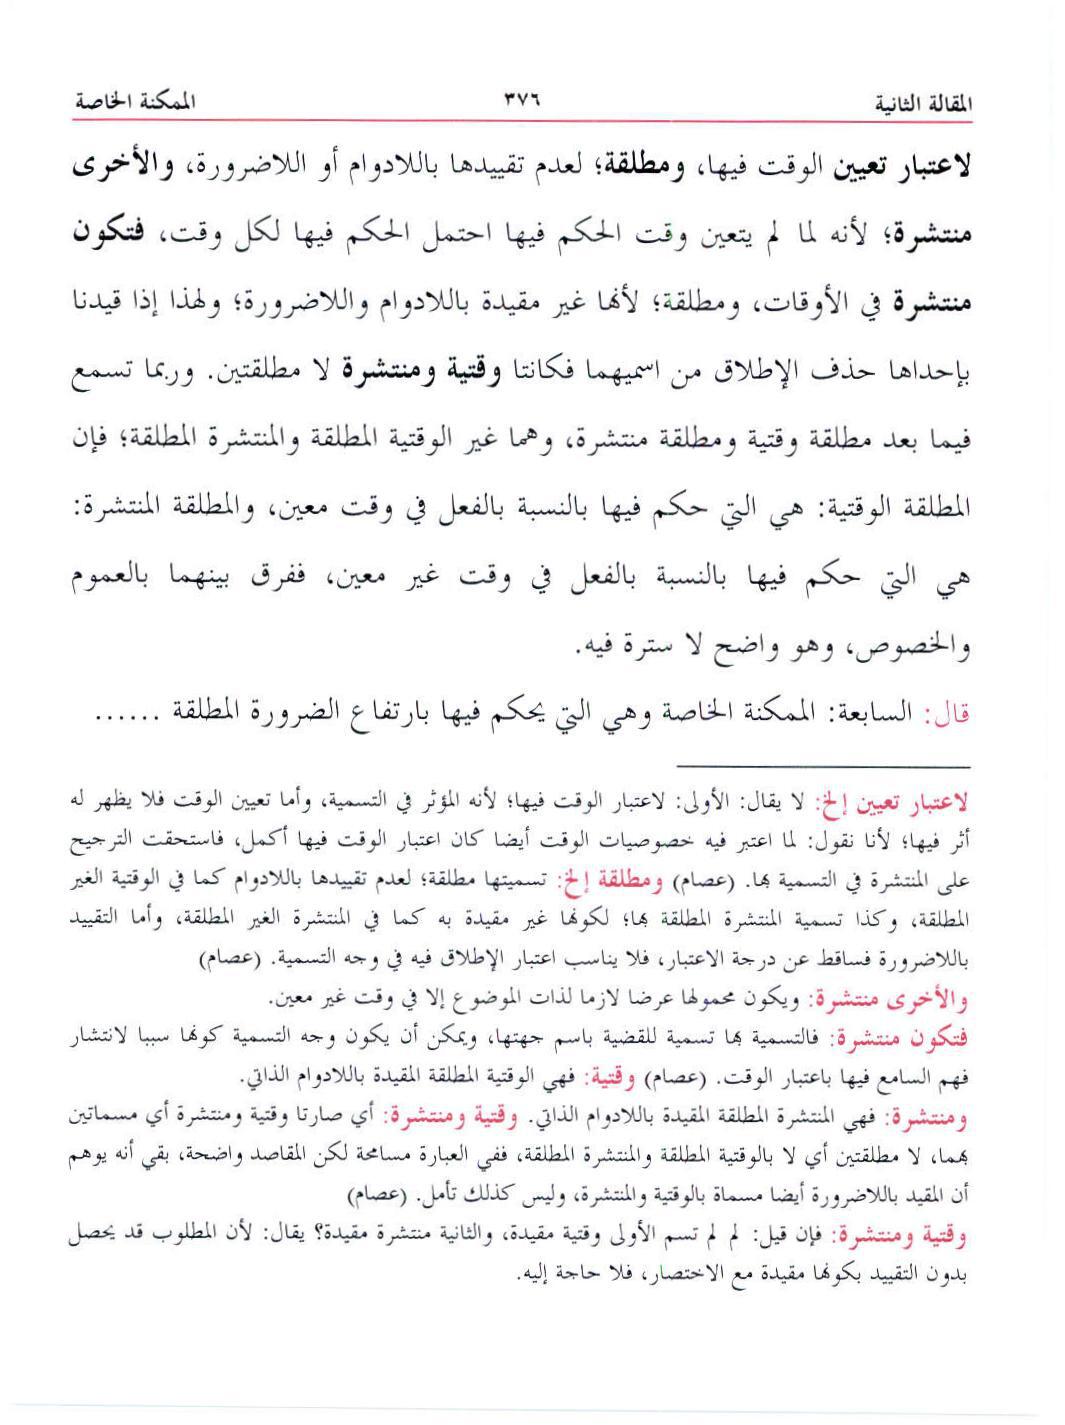 المقالة الثانية ٣٧٦ الممكنة الخاصة
لاعتبار تعيين الوقت فيها، ومطلقة؛ لعدم تقييدها باللادوام أو اللاضرورة، والأخرى
منتشرة؛ لأنه لما لم يتعين وقت الحكم فيها احتمل الحكم فيها لكل وقت، فتكون
منتشرة في الأوقات، ومطلقة؛ لأنها غير مقيدة باللادوام واللاضرورة؛ ولهذا إذا قيدنا
بإحداها حذف الإطلاق من اسميهما فكانتا وقتية ومنتشرة لا مطلقتين. وربما تسمع
فيما بعد مطلقة وقتية ومطلقة منتشرة، وهما غير الوقتية المطلقة والمنتشرة المطلقة؛ فإن
المطلقة الوقتية: هي التي حكم فيها بالنسبة بالفعل في وقت معين، والمطلقة المنتشرة:
هي التي حكم فيها بالنسبة بالفعل في وقت غير معين، ففرق بينهما بالعموم
والخصوص، وهو واضح لا سترة فيه.
قال: السابعة: الممكنة الخاصة وهي التي يحكم فيها بارتفاع الضرورة المطلقة ......
لاعتبار تعيين إلخ: لا يقال: الأولى: لاعتبار الوقت فيها؛ لأنه المؤثر في التسمية، وأما تعيين الوقت فلا يظهر له
أثر فيها؛ لأنا نقول: لما اعتبر فيه خصوصيات الوقت أيضا كان اعتبار الوقت فيها أكمل، فاستحقت الترجيح
على المنتشرة في التسمية بها. (عصام) ومطلقة إلخ: تسميتها مطلقة؛ لعدم تقييدها باللادوام كما في الوقتية الغير
المطلقة، وكذا تسمية المنتشرة المطلقة بها؛ لكونها غير مقيدة به كما في المنتشرة الغير المطلقة، وأما التقييد
باللاضرورة فساقط عن درجة الاعتبار، فلا يناسب اعتبار الإطلاق فيه في وجه التسمية. (عصام)
والأخرى منتشرة: ويكون محمولها عرضا لازما لذات الموضوع إلا في وقت غير معين.
فتكون منتشرة: فالتسمية بها تسمية للقضية باسم جهتها، ويمكن أن يكون وجه التسمية كونها سببا لانتشار
فهم السامع فيها باعتبار الوقت. (عصام) وقتية: فهي الوقتية المطلقة المقيدة باللادوام الذاتي.
ومنتشرة: فهي المنتشرة المطلقة المقيدة باللادوام الذاتي. وقتية ومنتشرة: أي صارتا وقتية ومنتشرة أي مسماتين
بهما، لا مطلقتين أي لا بالوقتية المطلقة والمنتشرة المطلقة، ففي العبارة مسامحة لكن المقاصد واضحة، بقي أنه يوهم
أن المقيد باللاضرورة أيضا مسماة بالوقتية والمنتشرة، وليس كذلك تأمل. (عصام)
وقتية ومنتشرة: فإن قيل: لم لم تسم الأولى وقتية مقيدة، والثانية منتشرة مقيدة؟ يقال: لأن المطلوب قد يحصل
بدون التقييد بكونها مقيدة مع الاختصار، فلا حاجة إليه.